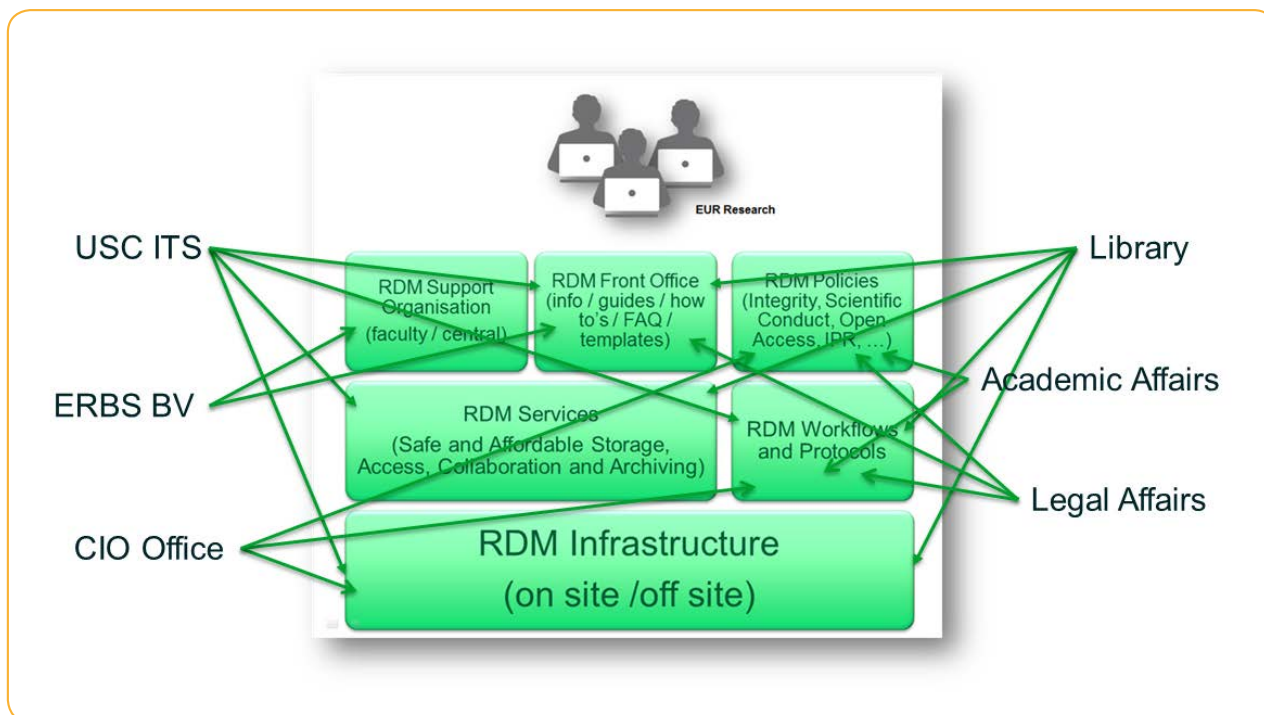 EUR Research
USC ITS
ERBS BV
CIO Office
RDM Support
Organisation
(faculty / central)
RDM Front Office
(info / guides / how
to's / FAQ /
templates)
RDM Policies
(Integrity, Scientific
Conduct, Open
Access, IPR, …)
RDM Services
(Safe and Affordable Storage,
Access, Collaboration and Archiving)
RDM Workflows
and Protocols
RDM Infrastructure
(on site /off site)
Library
Academic Affairs
Legal Affairs